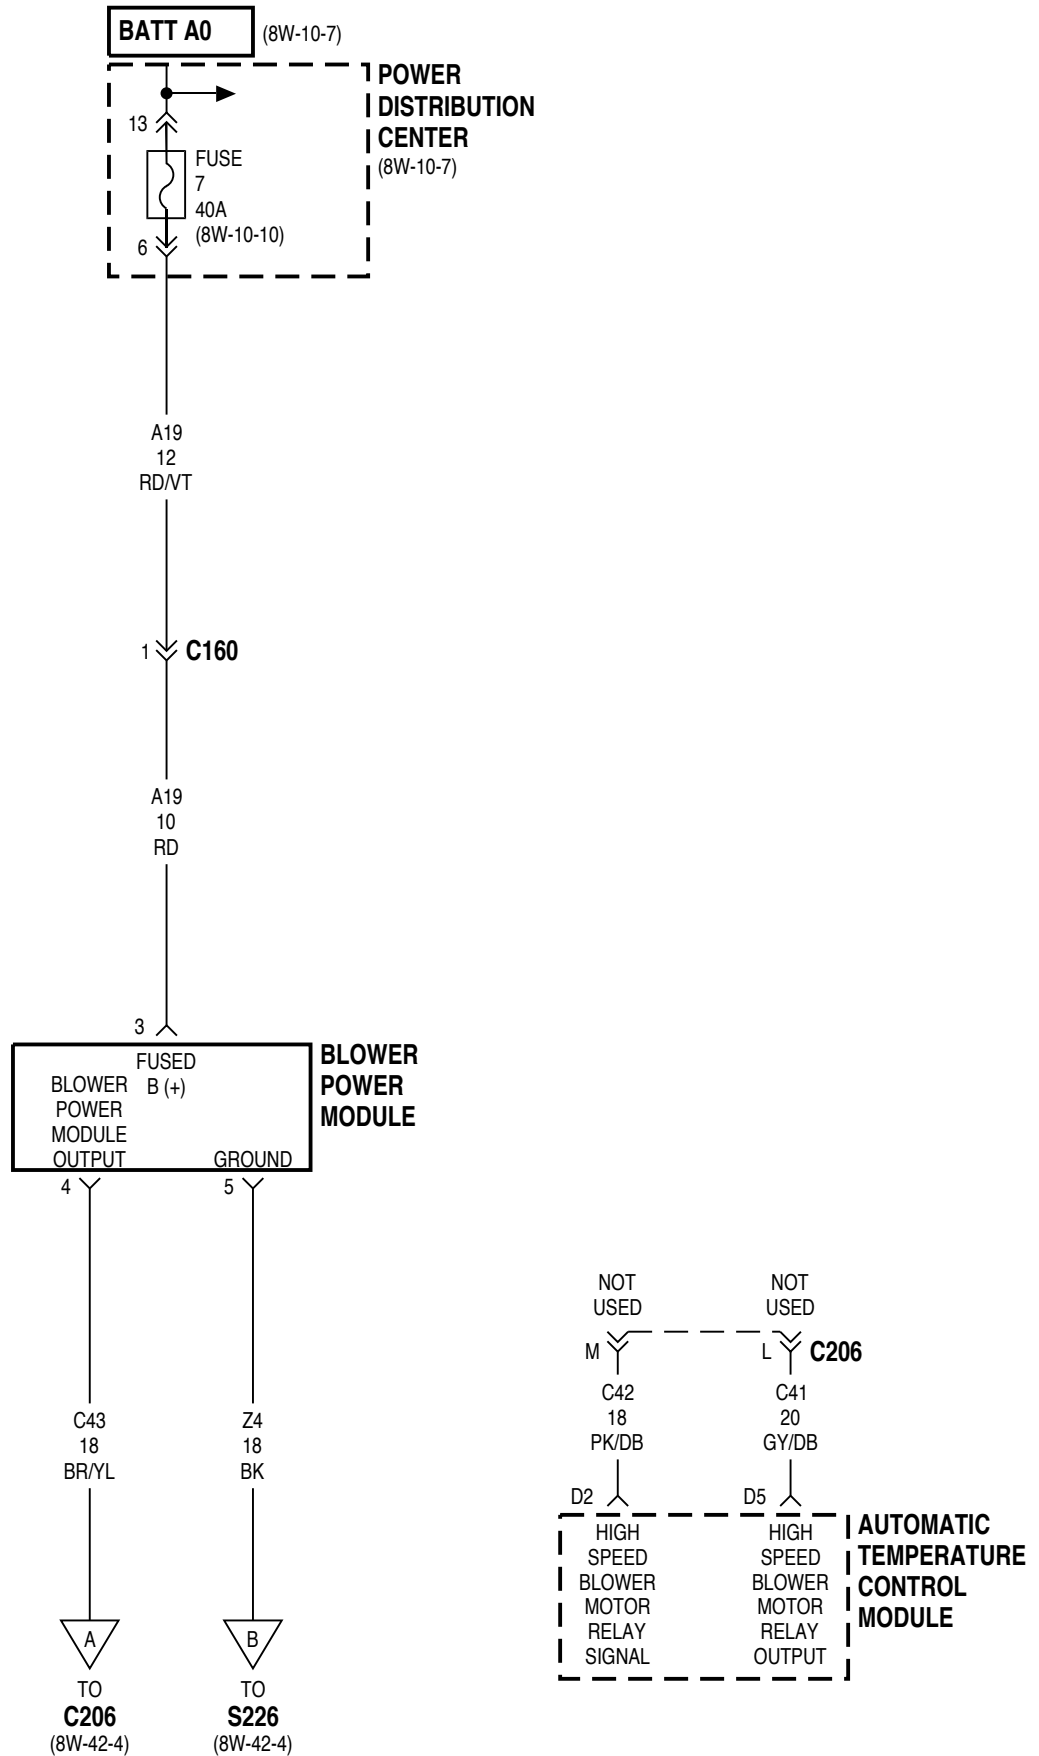 BATT A0 (8W-10-7)
POWER
DISTRIBUTION
CENTER
(8W-10-7)
13
FUSE
7
40A
(8W-10-10)
6
A19
12
RD/VT
1 C160
A19
10
RD
3
BLOWER
POWER
MODULE
FUSED
B (+)
BLOWER
POWER
MODULE
OUTPUT
GROUND
4
5
C43
18
BR/YL
Z4
18
BK
A
TO
C206
(8W-42-4)
B
TO
S226
(8W-42-4)
NOT
USED
NOT
USED
M
L
C206
C42
18
PK/DB
C41
20
GY/DB
D2
D5
HIGH
SPEED
BLOWER
MOTOR
RELAY
SIGNAL
HIGH
SPEED
BLOWER
MOTOR
RELAY
OUTPUT
AUTOMATIC
TEMPERATURE
CONTROL
MODULE